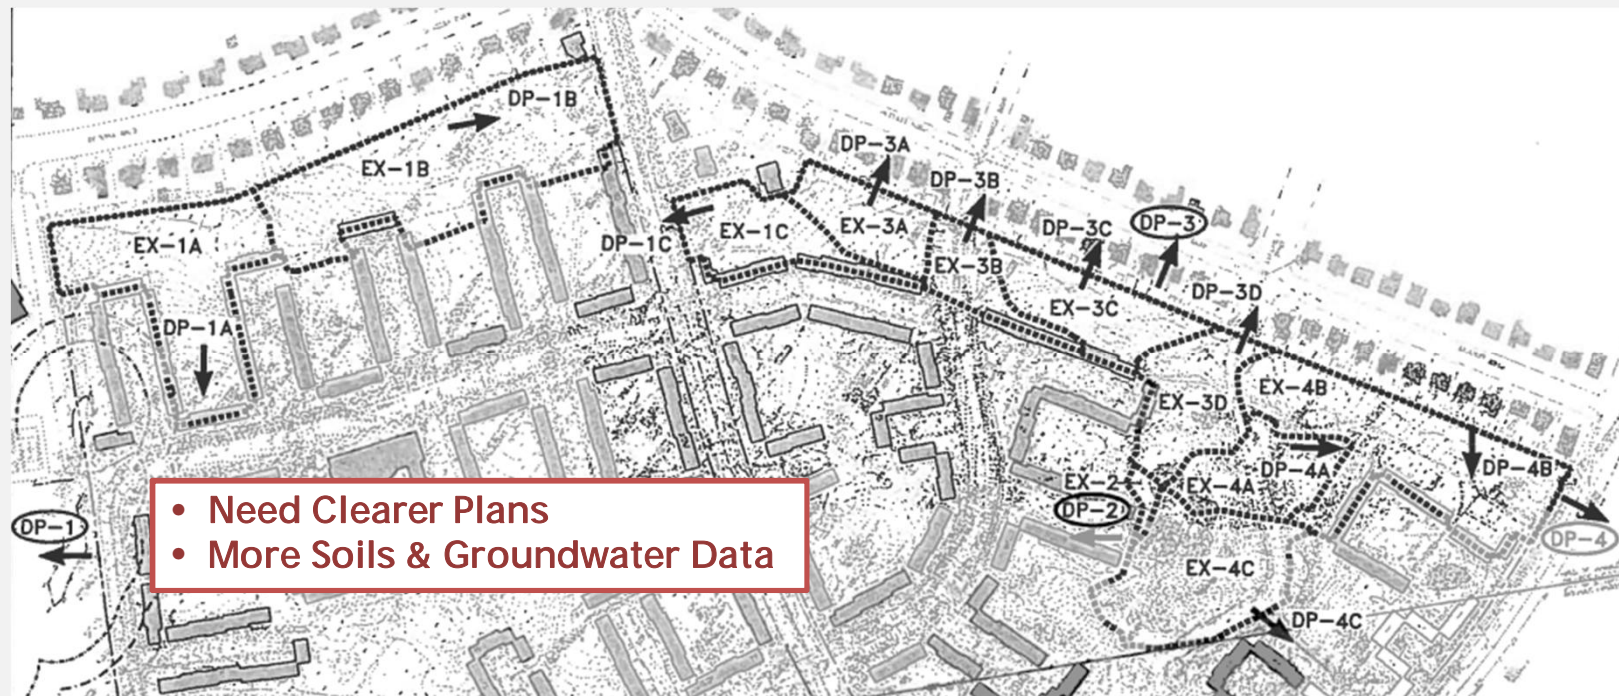 DP-1B
EX-1B
EX-1A
DP-1A
DP-1
DP-1C
EX-1C
DP-3A
EX-3A
DP-3B
EX-3B
DP-3C
DP-3
EX-3C
DP-3D
EX-3D
EX-4B
DP-4A
EX-4A
DP-4B
DP-4
EX-2
DP-2
EX-4C
DP-4C
• Need Clearer Plans
• More Soils & Groundwater Data